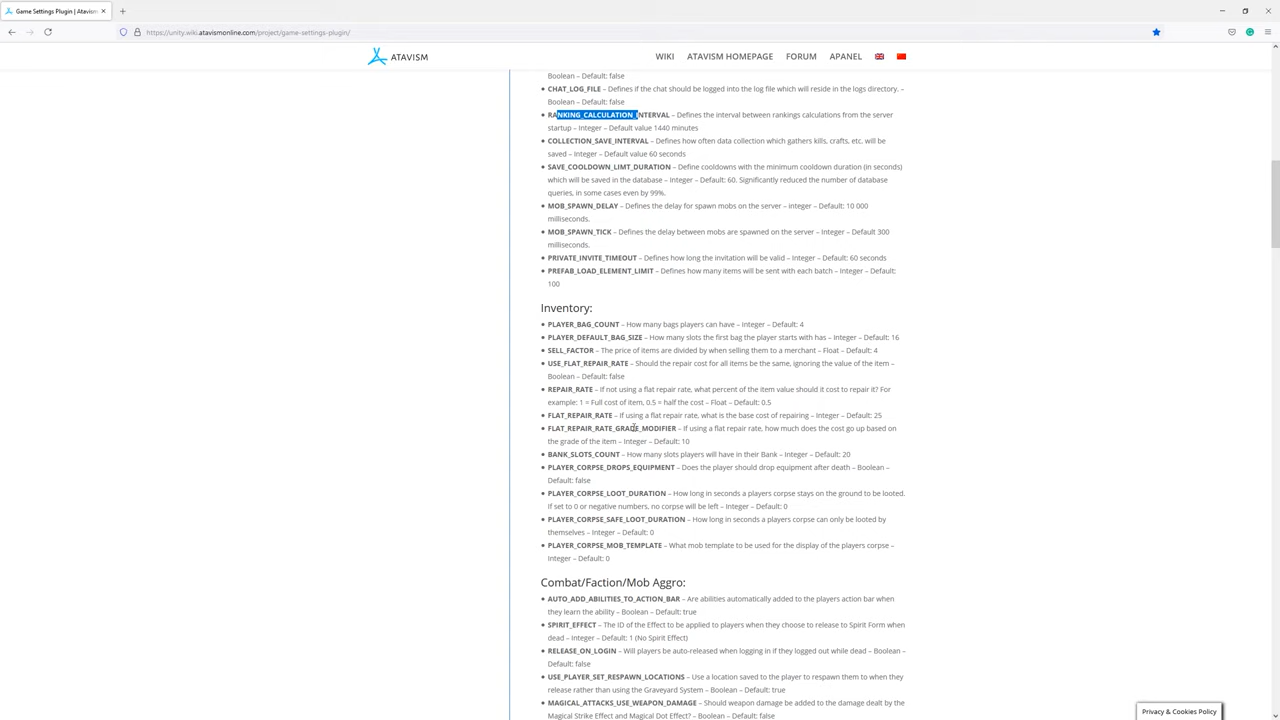 Game Settings Plugin | Atavism
https://unity.wiki.atavismonline.com/project/game-settings-plugin/
ATAVISM
WIKI ATAVISM HOMEPAGE FORUM APANEL
Boolean – Default: false
CHAT_LOG_FILE – Defines if the chat should be logged into the log file which will reside in the logs directory. –
Boolean – Default: false
RANKING_CALCULATION_INTERVAL – Defines the interval between rankings calculations from the server
startup – Integer – Default value 1440 minutes
COLLECTION_SAVE_INTERVAL – Defines how often data collection which gathers kills, crafts, etc. will be
saved – Integer – Default value 60 seconds
SAVE_COOLDOWN_LIMT_DURATION – Define cooldowns with the minimum cooldown duration (in seconds)
which will be saved in the database – Integer – Default: 60. Significantly reduced the number of database
queries, in some cases even by 99%.
MOB_SPAWN_DELAY – Defines the delay for spawn mobs on the server – integer – Default: 10 000
milliseconds.
MOB_SPAWN_TICK – Defines the delay between mobs are spawned on the server – Integer – Default 300
milliseconds.
PRIVATE_INVITE_TIMEOUT – Defines how long the invitation will be valid – Integer – Default: 60 seconds
PREFAB_LOAD_ELEMENT_LIMIT – Defines how many items will be sent with each batch – Integer – Default:
100
Inventory:
PLAYER_BAG_COUNT – How many bags players can have – Integer – Default: 4
PLAYER_DEFAULT_BAG_SIZE – How many slots the first bag the player starts with has – Integer – Default: 16
SELL_FACTOR – The price of items are divided by when selling them to a merchant – Float – Default: 4
USE_FLAT_REPAIR_RATE – Should the repair cost for all items be the same, ignoring the value of the item –
Boolean – Default: false
REPAIR_RATE – If not using a flat repair rate, what percent of the item value should it cost to repair it? For
example: 1 = Full cost of item, 0.5 = half the cost – Float – Default: 0.5
FLAT_REPAIR_RATE – If using a flat repair rate, what is the base cost of repairing – Integer – Default: 25
FLAT_REPAIR_RATE_GRADE_MODIFIER – If using a flat repair rate, how much does the cost go up based on
the grade of the item – Integer – Default: 10
BANK_SLOTS_COUNT – How many slots players will have in their Bank – Integer – Default: 20
PLAYER_CORPSE_DROPS_EQUIPMENT – Does the player should drop equipment after death – Boolean –
Default: false
PLAYER_CORPSE_LOOT_DURATION – How long in seconds a players corpse stays on the ground to be looted.
If set to 0 or negative numbers, no corpse will be left – Integer – Default: 0
PLAYER_CORPSE_SAFE_LOOT_DURATION – How long in seconds a players corpse can only be looted by
themselves – Integer – Default: 0
PLAYER_CORPSE_MOB_TEMPLATE – What mob template to be used for the display of the players corpse –
Integer – Default: 0
Combat/Faction/Mob Aggro:
AUTO_ADD_ABILITIES_TO_ACTION_BAR – Are abilities automatically added to the players action bar when
they learn the ability – Boolean – Default: true
SPIRIT_EFFECT – The ID of the Effect to be applied to players when they choose to release to Spirit Form when
dead – Integer – Default: 1 (No Spirit Effect)
RELEASE_ON_LOGIN – Will players be auto-released when logging in if they logged out while dead – Boolean –
Default: false
USE_PLAYER_SET_RESPAWN_LOCATIONS – Use a location saved to the player to respawn them to when they
release rather than using the Graveyard System – Boolean – Default: true
MAGICAL_ATTACKS_USE_WEAPON_DAMAGE – Should weapon damage be added to the damage dealt by the
Magical Strike Effect and Magical Dot Effect? – Boolean – Default: false
Privacy & Cookies Policy